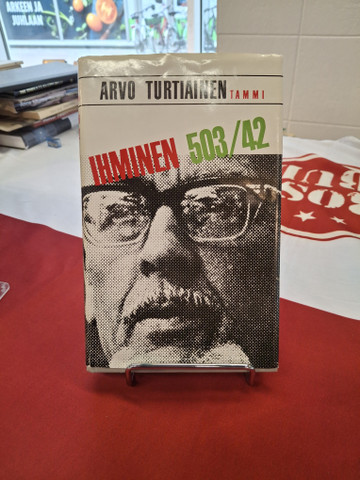 ARKEEN JA
JUHLAAN
ARVO TURTIAINEN TAMMI
IHMINEN 503/42